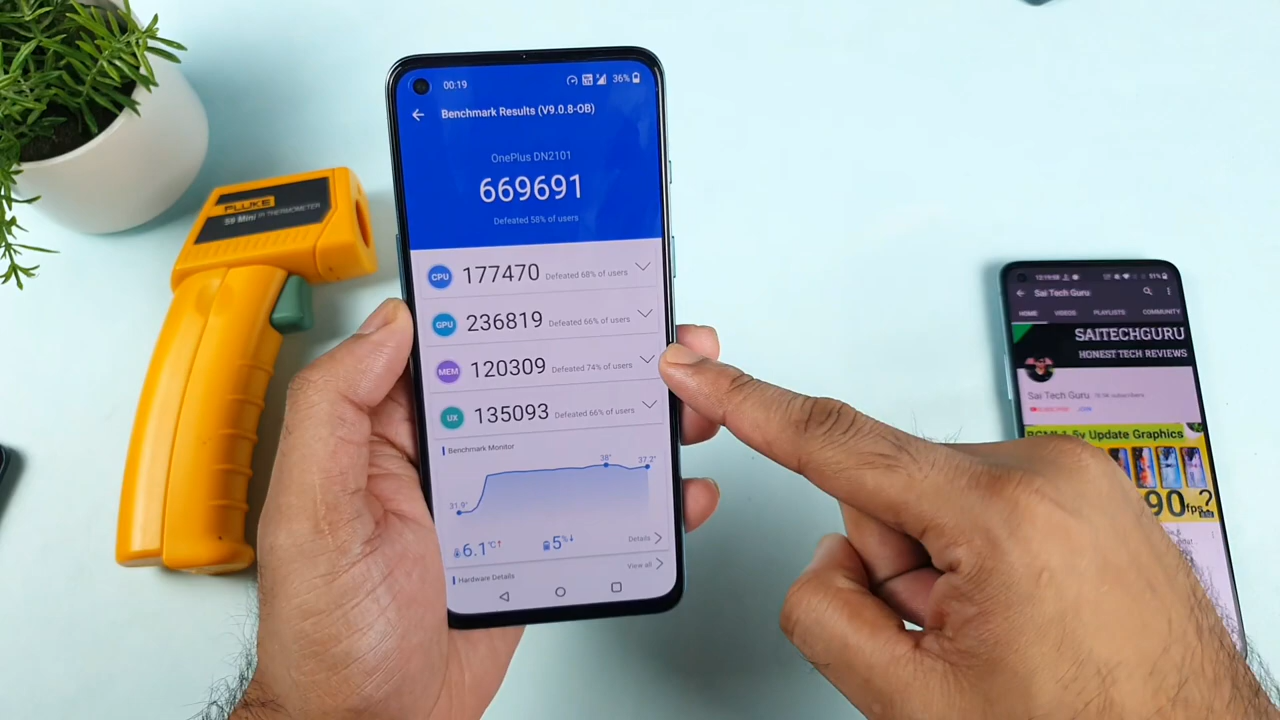 00:19
36%
Benchmark Results (V9.0.8-OB)
OnePlus DN2101
669691
Defeated 58% of users
CPU 177470 Defeated 68% of users
GPU 236819 Defeated 66% of users
MEM 120309 Defeated 74% of users
UX 135093 Defeated 66% of users
Benchmark Monitor
31.9° 38° 37.2°
6.1°C↑ 5%↓ Details
View all
Hardware Details
FLUKE
59 Mini IR THERMOMETER
51%
Sai Tech Guru
HOME VIDEOS PLAYLISTS COMMUNITY
SAITECHGURU
HONEST TECH REVIEWS
Sai Tech Guru
SUBSCRIBE JOIN
Update Graphics
90fps?